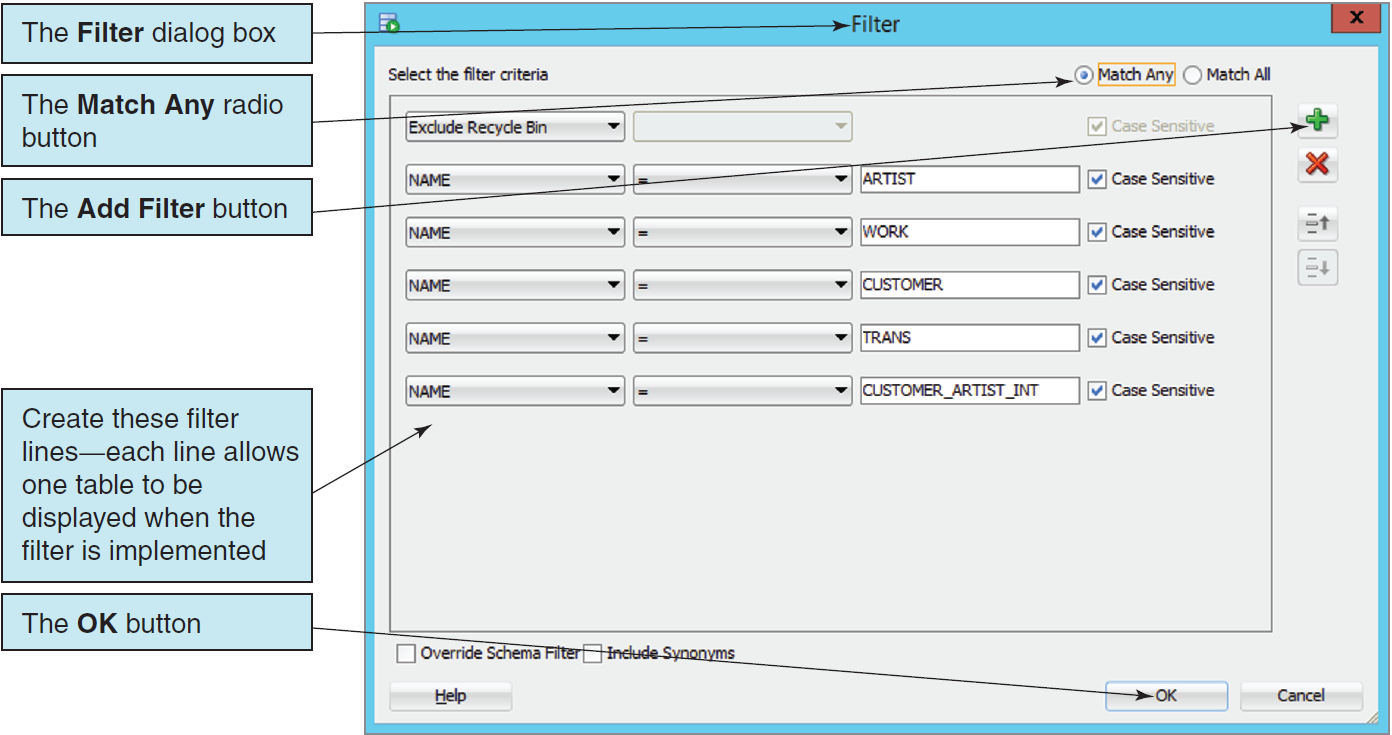 The Filter dialog box
The Match Any radio
button
The Add Filter button
Create these filter
lines—each line allows
one table to be
displayed when the
filter is implemented
The OK button
Filter
x
Select the filter criteria
Match Any Match All
Exclude Recycle Bin Case Sensitive
NAME = ARTIST Case Sensitive
NAME = WORK Case Sensitive
NAME = CUSTOMER Case Sensitive
NAME = TRANS Case Sensitive
NAME = CUSTOMER_ARTIST_INT Case Sensitive
Override Schema Filter Include Synonyms
Help OK Cancel